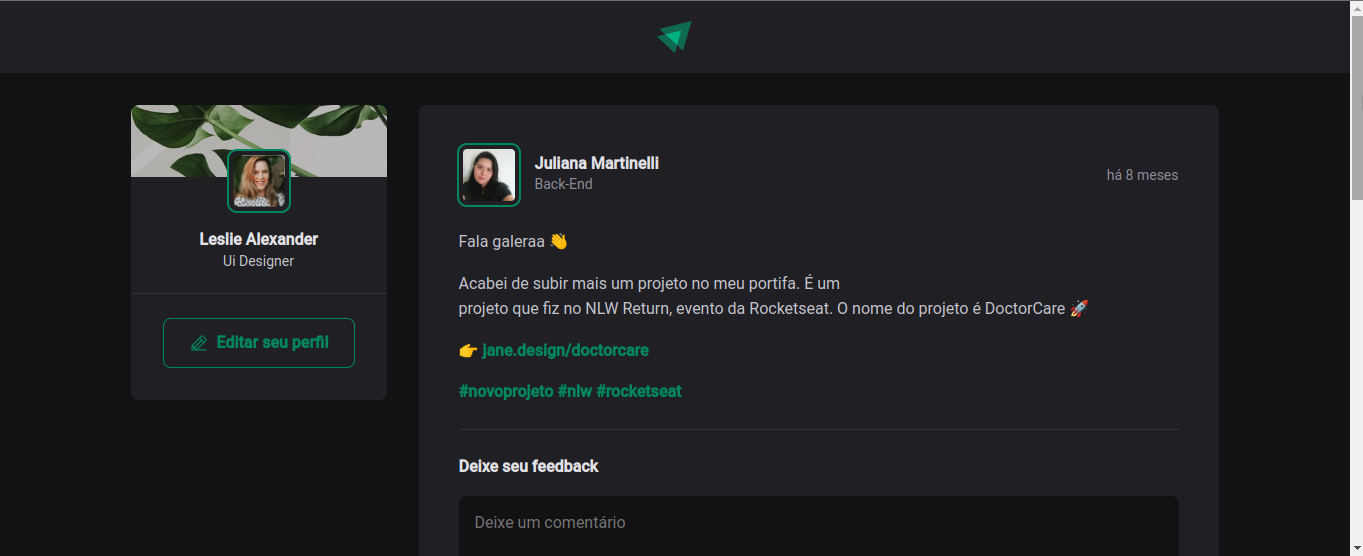 Leslie Alexander
Ui Designer
Editar seu perfil
Juliana Martinelli
Back-End
há 8 meses
Fala galeraa 👋
Acabei de subir mais um projeto no meu portifa. É um
projeto que fiz no NLW Return, evento da Rocketseat. O nome do projeto é DoctorCare 🚀
👉 jane.design/doctorcare
#novoprojeto #nlw #rocketseat
Deixe seu feedback
Deixe um comentário